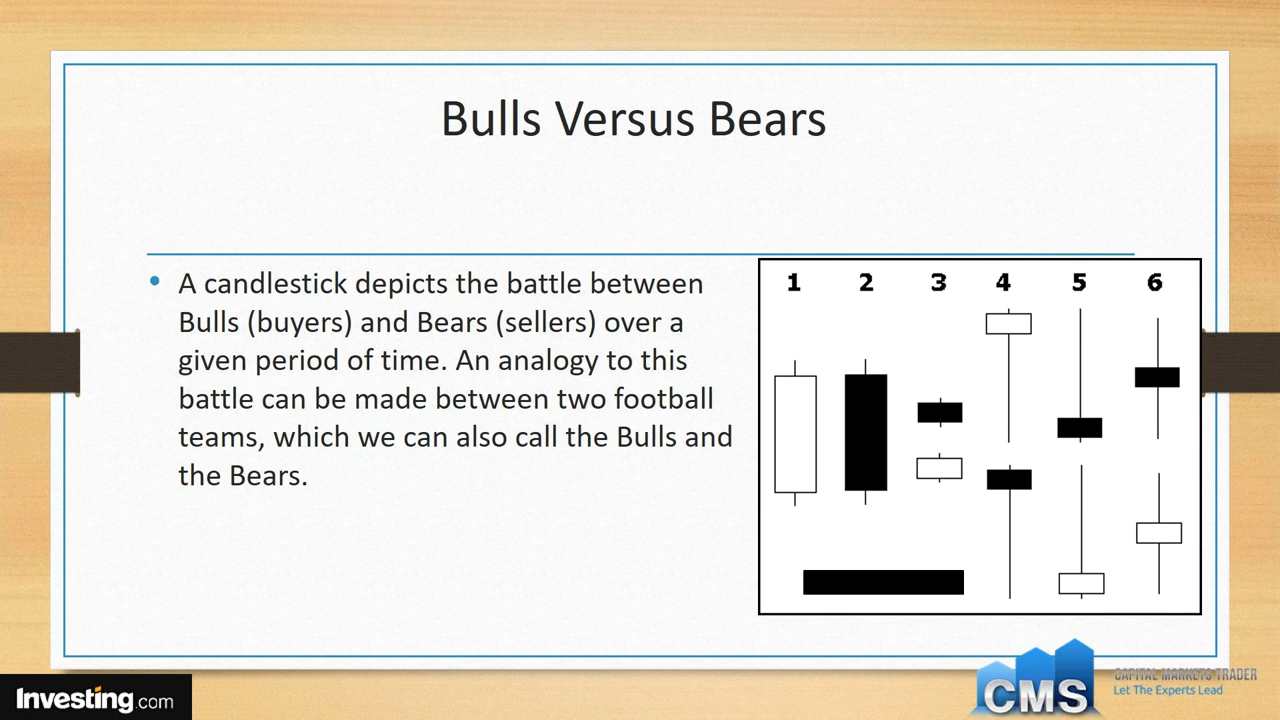 Bulls Versus Bears
• A candlestick depicts the battle between
Bulls (buyers) and Bears (sellers) over a
given period of time. An analogy to this
battle can be made between two football
teams, which we can also call the Bulls and
the Bears.
1 2 3 4 5 6
Investing.com
CMS
CAPITAL MARKETS TRADER
Let The Experts Lead